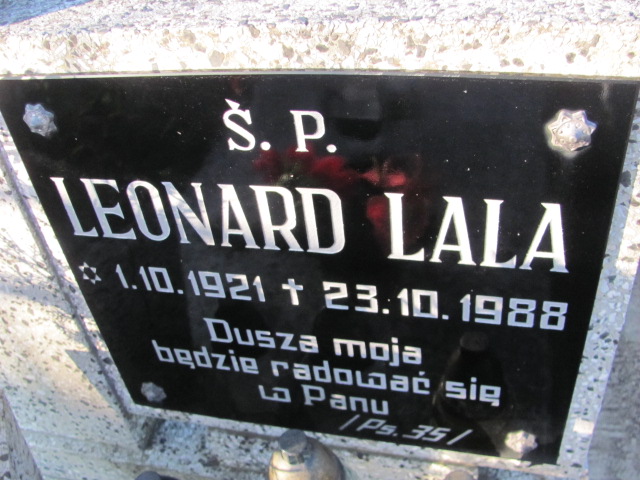 Ś. P.
LEONARD LALA
✡ 1.10.1921 † 23.10.1988
Dusza moja
będzie radować się
w Panu
/Ps. 35/